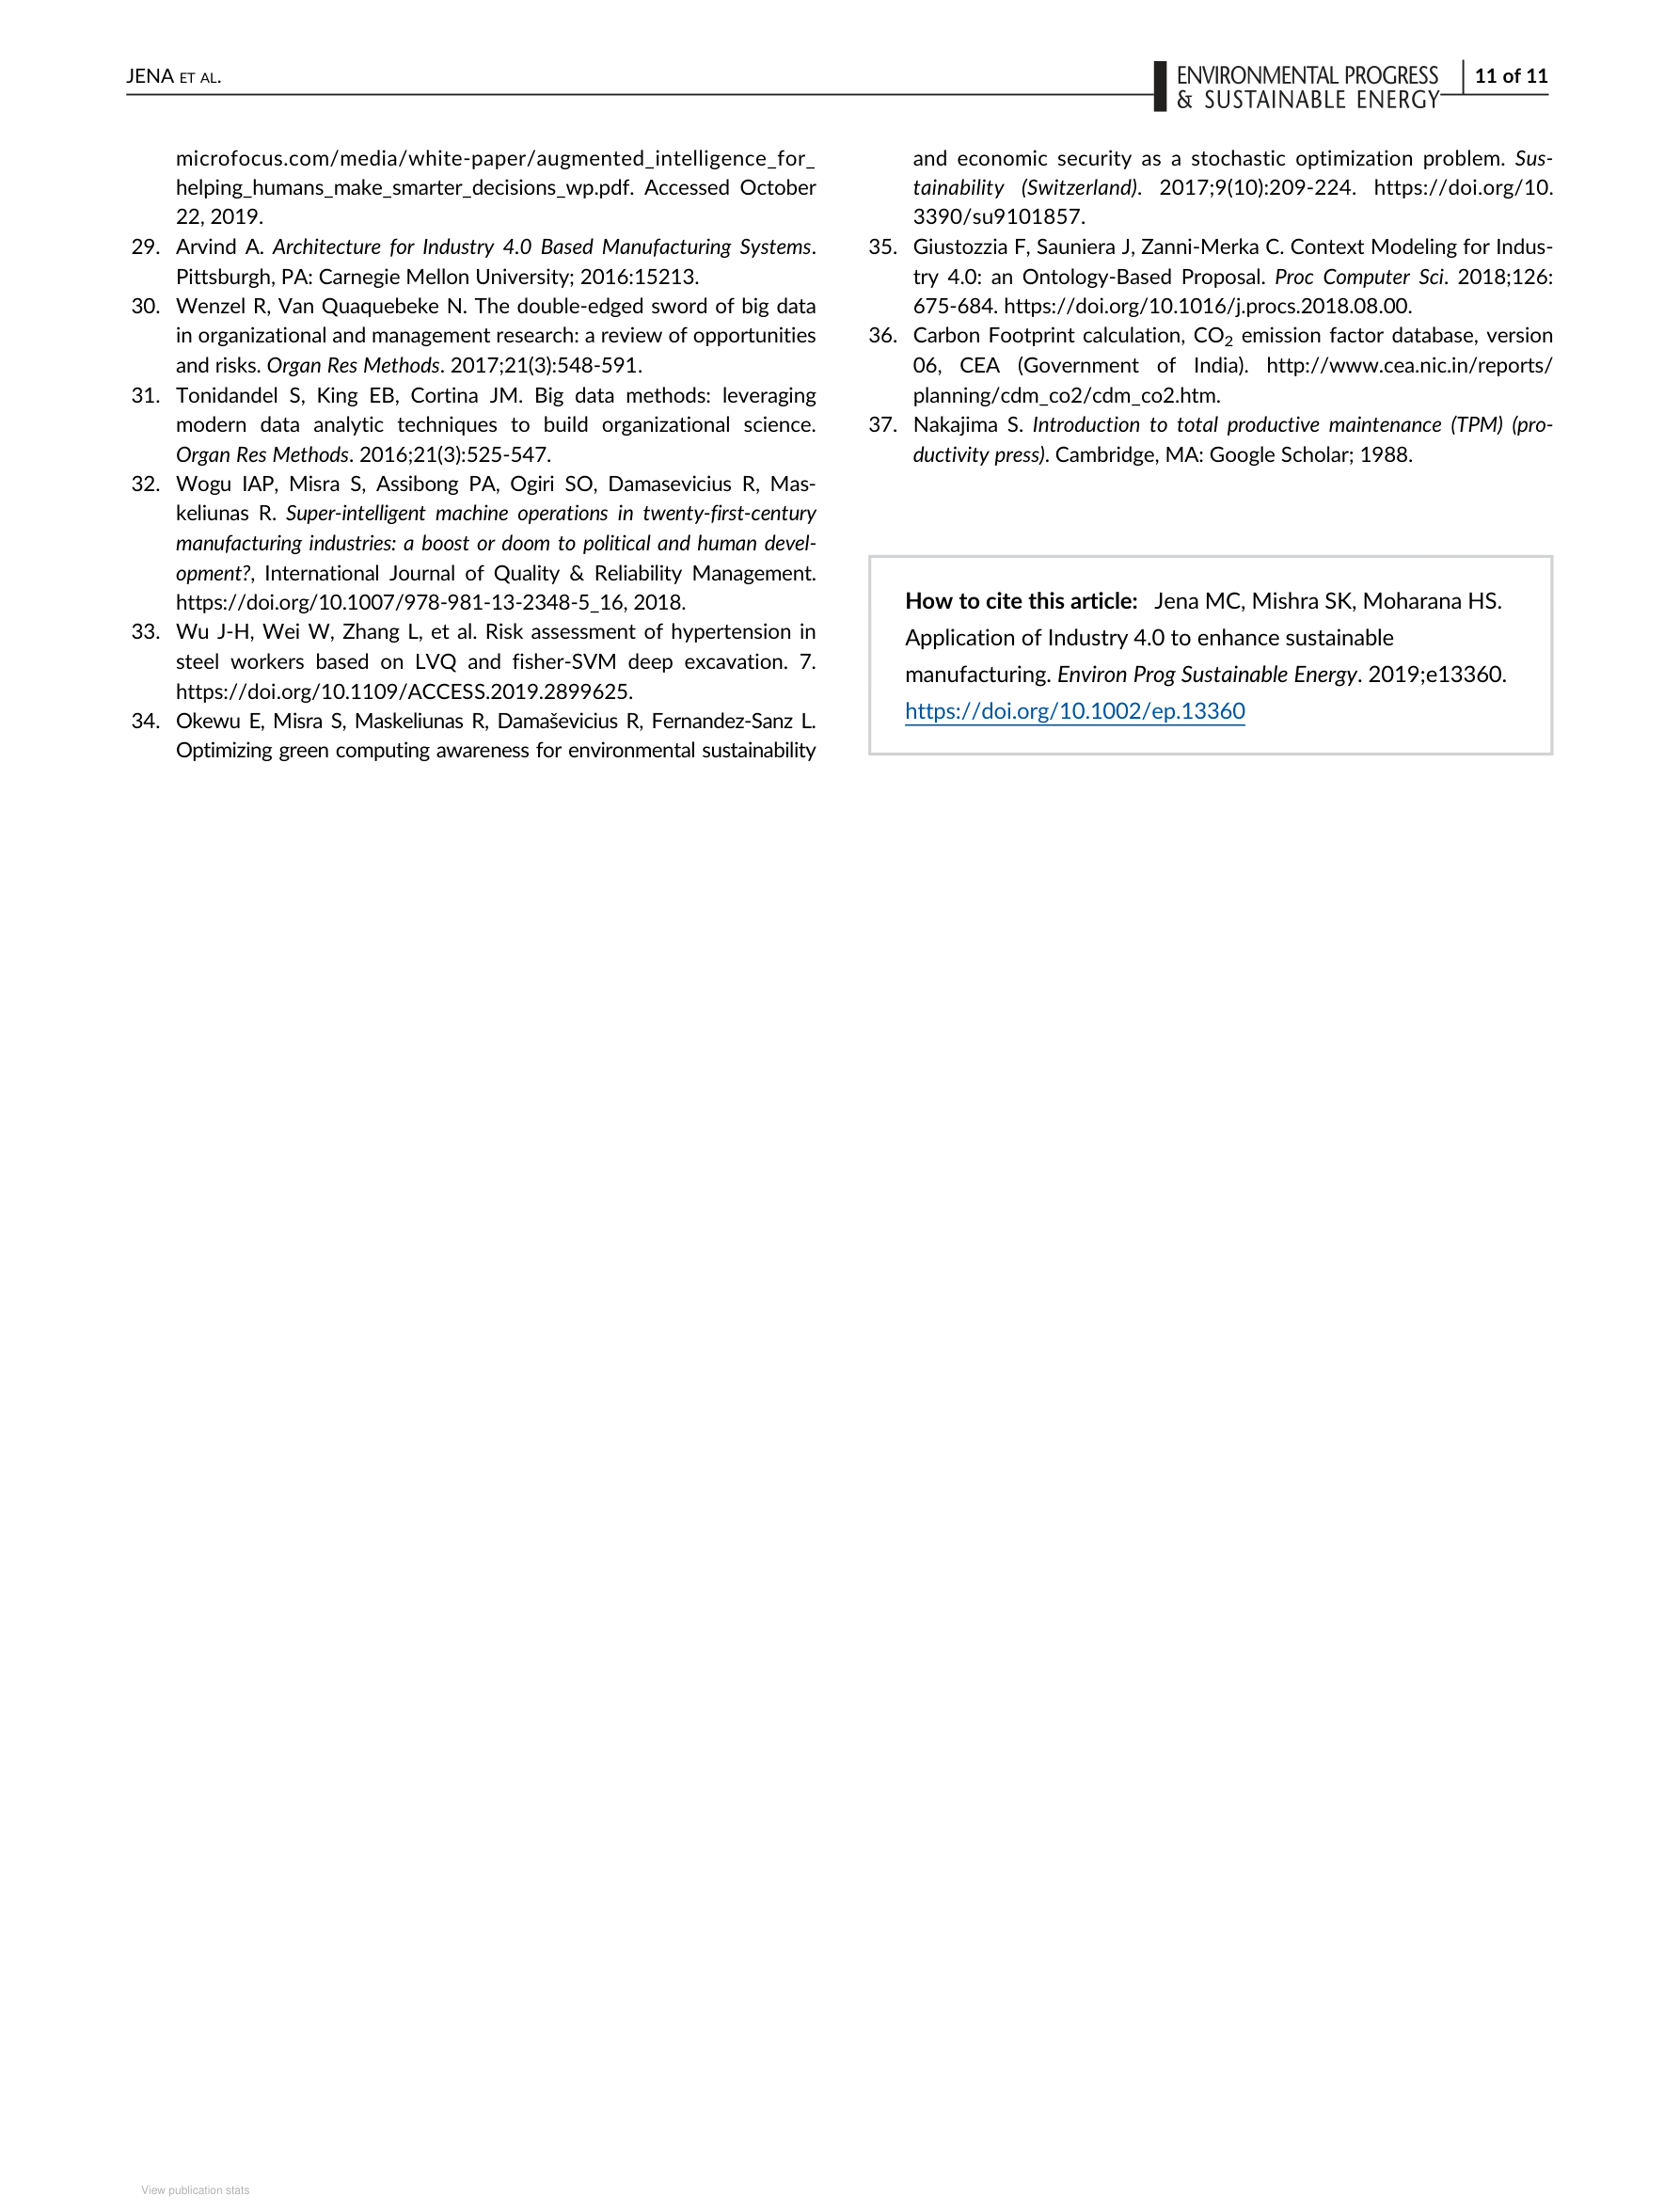 JENA ET AL.
ENVIRONMENTAL PROGRESS
& SUSTAINABLE ENERGY
11 of 11
microfocus.com/media/white-paper/augmented_intelligence_for_
helping_humans_make_smarter_decisions_wp.pdf. Accessed October
22, 2019.
29. Arvind A. Architecture for Industry 4.0 Based Manufacturing Systems.
Pittsburgh, PA: Carnegie Mellon University; 2016:15213.
30. Wenzel R, Van Quaquebeke N. The double-edged sword of big data
in organizational and management research: a review of opportunities
and risks. Organ Res Methods. 2017;21(3):548-591.
31. Tonidandel S, King EB, Cortina JM. Big data methods: leveraging
modern data analytic techniques to build organizational science.
Organ Res Methods. 2016;21(3):525-547.
32. Wogu IAP, Misra S, Assibong PA, Ogiri SO, Damasevicius R, Mas-
keliunas R. Super-intelligent machine operations in twenty-first-century
manufacturing industries: a boost or doom to political and human devel-
opment?, International Journal of Quality & Reliability Management.
https://doi.org/10.1007/978-981-13-2348-5_16, 2018.
33. Wu J-H, Wei W, Zhang L, et al. Risk assessment of hypertension in
steel workers based on LVQ and fisher-SVM deep excavation. 7.
https://doi.org/10.1109/ACCESS.2019.2899625.
34. Okewu E, Misra S, Maskeliunas R, Damaševicius R, Fernandez-Sanz L.
Optimizing green computing awareness for environmental sustainability
and economic security as a stochastic optimization problem. Sus-
tainability (Switzerland). 2017;9(10):209-224. https://doi.org/10.
3390/su9101857.
35. Giustozzia F, Sauniera J, Zanni-Merka C. Context Modeling for Indus-
try 4.0: an Ontology-Based Proposal. Proc Computer Sci. 2018;126:
675-684. https://doi.org/10.1016/j.procs.2018.08.00.
36. Carbon Footprint calculation, CO2 emission factor database, version
06, CEA (Government of India). http://www.cea.nic.in/reports/
planning/cdm_co2/cdm_co2.htm.
37. Nakajima S. Introduction to total productive maintenance (TPM) (pro-
ductivity press). Cambridge, MA: Google Scholar; 1988.
How to cite this article: Jena MC, Mishra SK, Moharana HS.
Application of Industry 4.0 to enhance sustainable
manufacturing. Environ Prog Sustainable Energy. 2019;e13360.
https://doi.org/10.1002/ep.13360
View publication stats